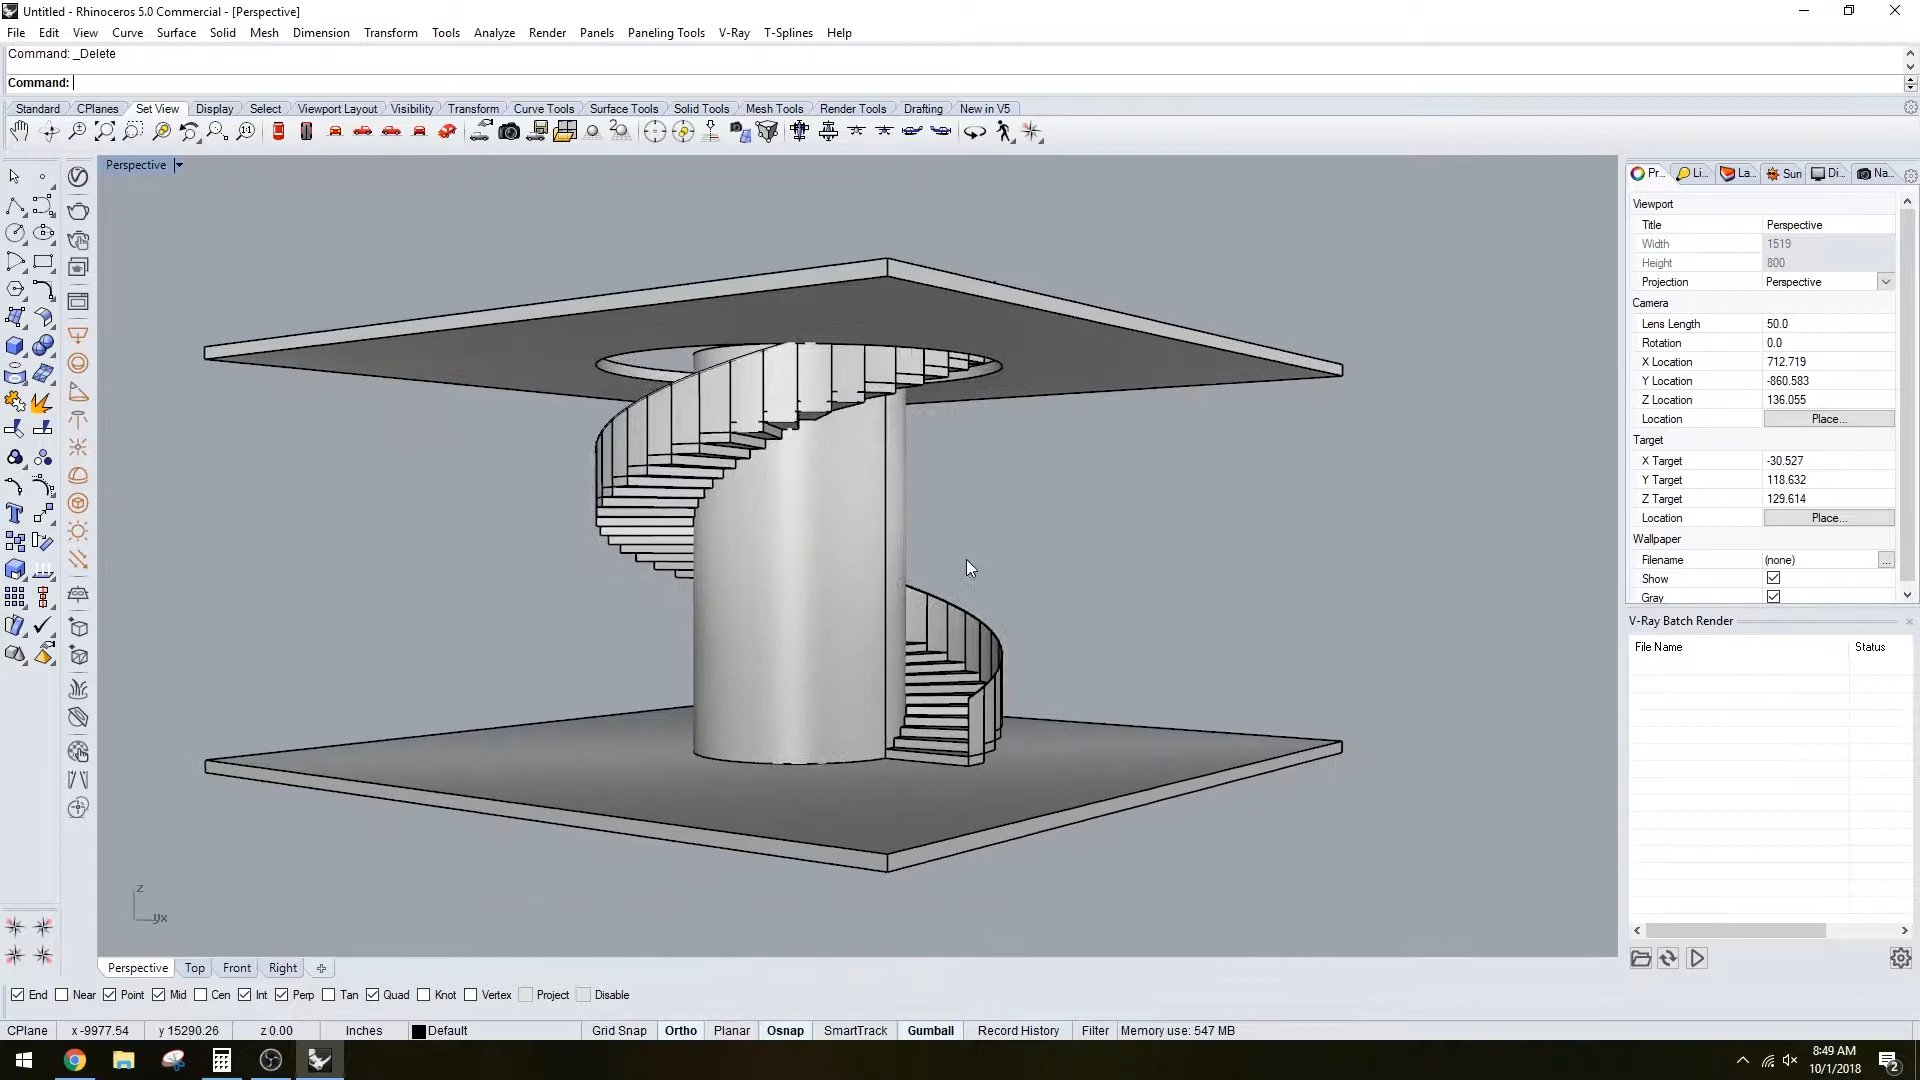 Untitled - Rhinoceros 5.0 Commercial - [Perspective]
File Edit View Curve Surface Solid Mesh Dimension Transform Tools Analyze Render Panels Paneling Tools V-Ray T-Splines Help
Command: _Delete
Command:
Standard CPlanes Set View Display Select Viewport Layout Visibility Transform Curve Tools Surface Tools Solid Tools Mesh Tools Render Tools Drafting New in V5
Perspective
Pr... Li... La... Sun Di... Na...
Viewport
Title Perspective
Width 1519
Height 800
Projection Perspective
Camera
Lens Length 50.0
Rotation 0.0
X Location 712.719
Y Location -860.583
Z Location 136.055
Location Place...
Target
X Target -30.527
Y Target 118.632
Z Target 129.614
Location Place...
Wallpaper
Filename (none) ...
Show
Gray
V-Ray Batch Render
File Name Status
z
yx
Perspective Top Front Right
End Near Point Mid Cen Int Perp Tan Quad Knot Vertex Project Disable
CPlane x -9977.54 y 15290.26 z 0.00 Inches Default Grid Snap Ortho Planar Osnap SmartTrack Gumball Record History Filter Memory use: 547 MB
8:49 AM
10/1/2018
2